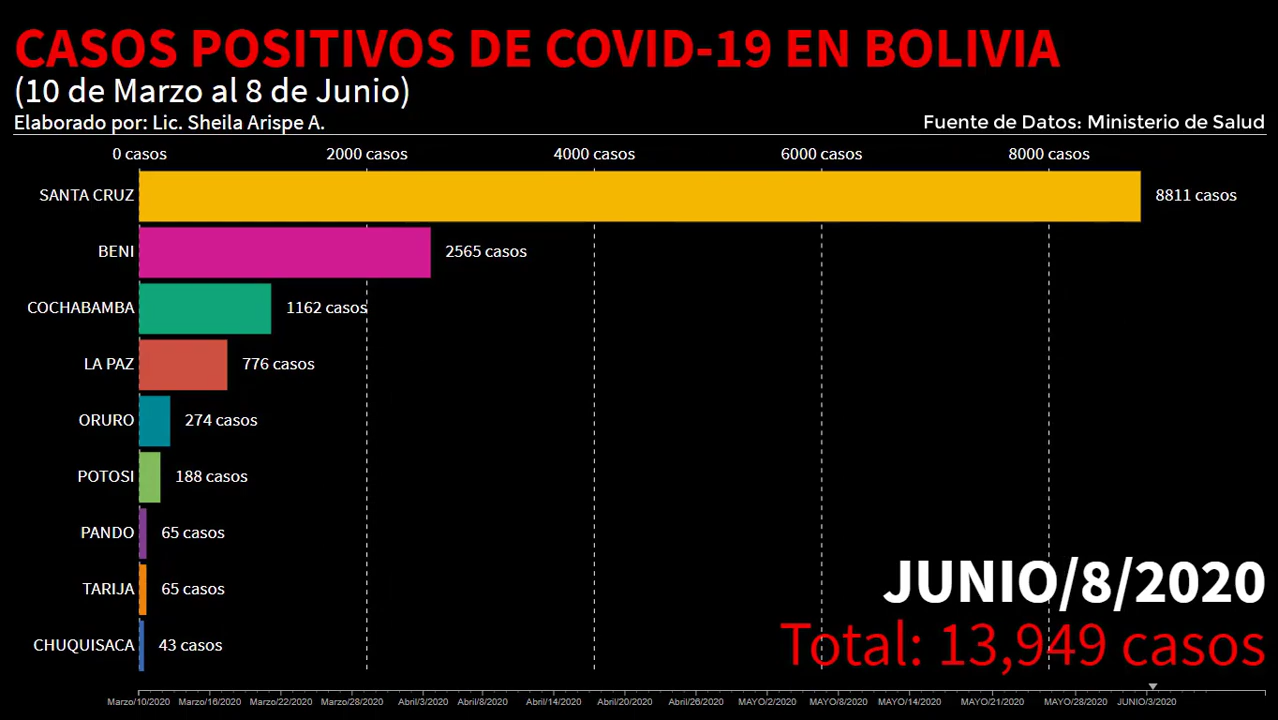 CASOS POSITIVOS DE COVID-19 EN BOLIVIA
(10 de Marzo al 8 de Junio)
Elaborado por: Lic. Sheila Arispe A.
Fuente de Datos: Ministerio de Salud
0 casos 2000 casos 4000 casos 6000 casos 8000 casos
SANTA CRUZ 8811 casos
BENI 2565 casos
COCHABAMBA 1162 casos
LA PAZ 776 casos
ORURO 274 casos
POTOSI 188 casos
PANDO 65 casos
TARIJA 65 casos
CHUQUISACA 43 casos
JUNIO/8/2020
Total: 13,949 casos
Marzo/10/2020 Marzo/16/2020 Marzo/22/2020 Marzo/28/2020 Abril/3/2020 Abril/8/2020 Abril/14/2020 Abril/20/2020 Abril/26/2020 MAYO/2/2020 MAYO/8/2020 MAYO/14/2020 MAYO/21/2020 MAYO/28/2020 JUNIO/3/2020